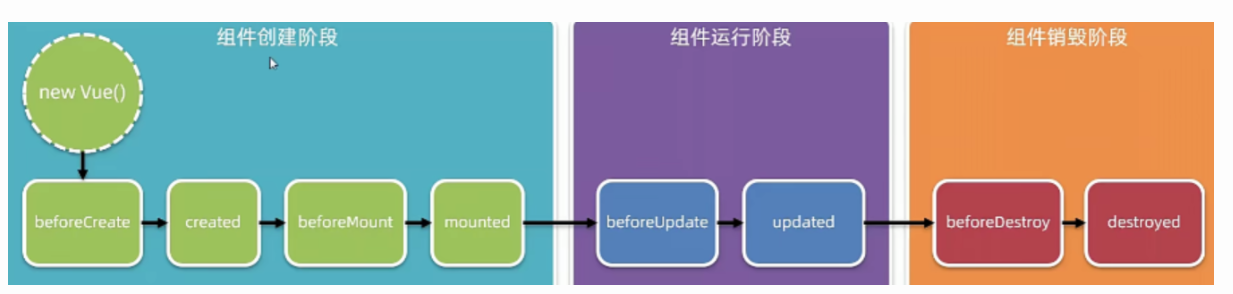 组件创建阶段
组件运行阶段
组件销毁阶段
new Vue()
beforeCreate
created
beforeMount
mounted
beforeUpdate
updated
beforeDestroy
destroyed